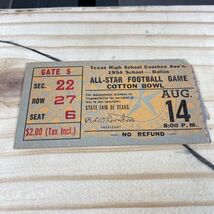 GATE 5
SEC. 22
ROW 27
SEAT 6
$2.00 (Tax Incl.)
Texas High School Coaches Ass'n.
1954 School — Dallas
ALL-STAR FOOTBALL GAME
COTTON BOWL
STATE FAIR OF TEXAS
PRESIDENT
NO REFUND
AUG.
14
8:00 P.M.